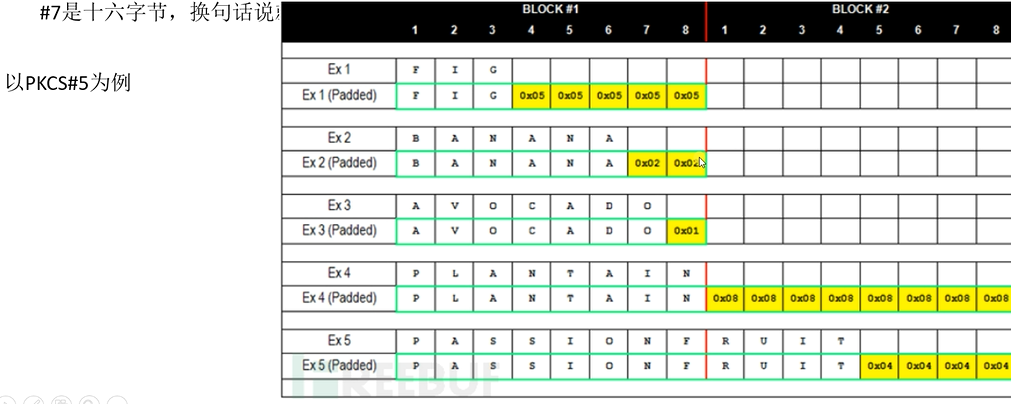 #7是十六字节，换句话说
以PKCS#5为例
BLOCK #1 BLOCK #2
1 2 3 4 5 6 7 8 1 2 3 4 5 6 7 8
Ex 1 F I G
Ex 1 (Padded) F I G 0x05 0x05 0x05 0x05 0x05
Ex 2 B A N A N A
Ex 2 (Padded) B A N A N A 0x02 0x02
Ex 3 A V O C A D O
Ex 3 (Padded) A V O C A D O 0x01
Ex 4 P L A N T A I N
Ex 4 (Padded) P L A N T A I N 0x08 0x08 0x08 0x08 0x08 0x08 0x08 0x08
Ex 5 P A S S I O N F R U I T
Ex 5 (Padded) P A S S I O N F R U I T 0x04 0x04 0x04 0x04
FREEBUF